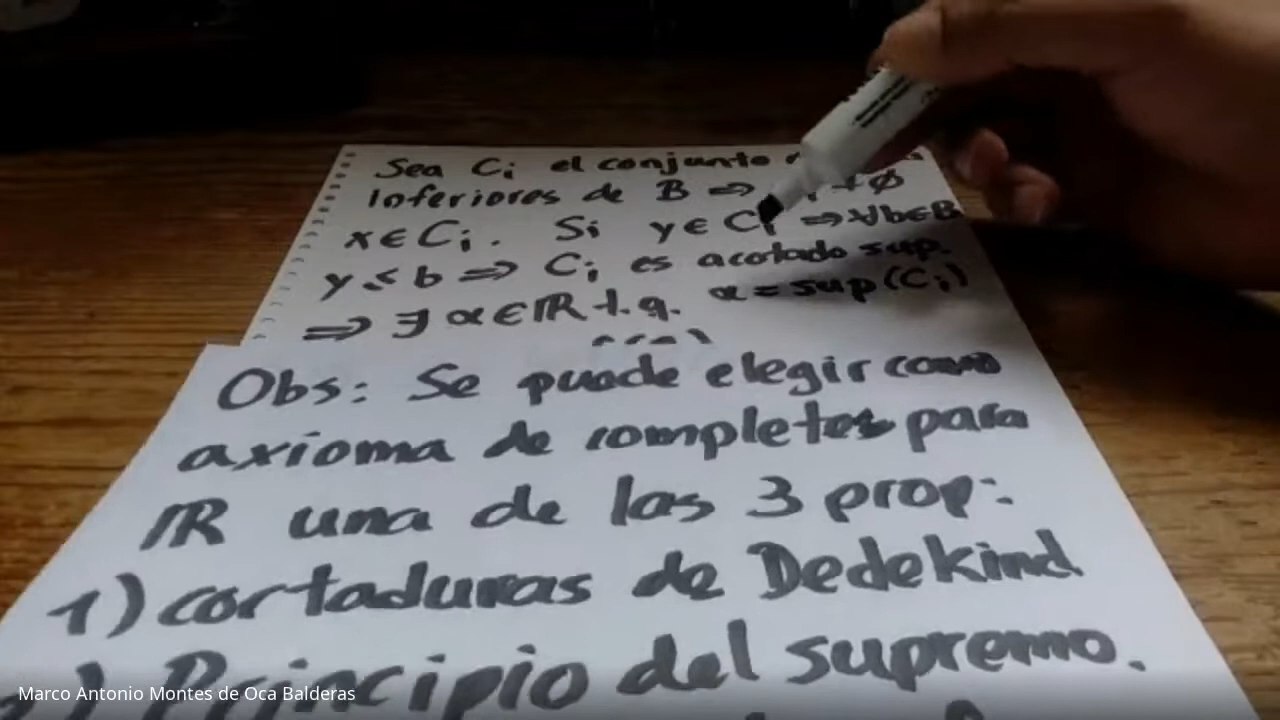 Sea Ci el conjunto
Inferiores de B ⇒ ≠ ∅
x ∈ Ci. Si y ∈ Ci ⇒ ∀b∈B
y ≤ b ⇒ Ci es acotado sup.
⇒ ∃ α∈ℝ t.q. α = sup(Ci)
Obs: Se puede elegir como
axioma de completez para
ℝ una de las 3 prop:
1) cortaduras de Dedekind
Principio del supremo.
Marco Antonio Montes de Oca Balderas